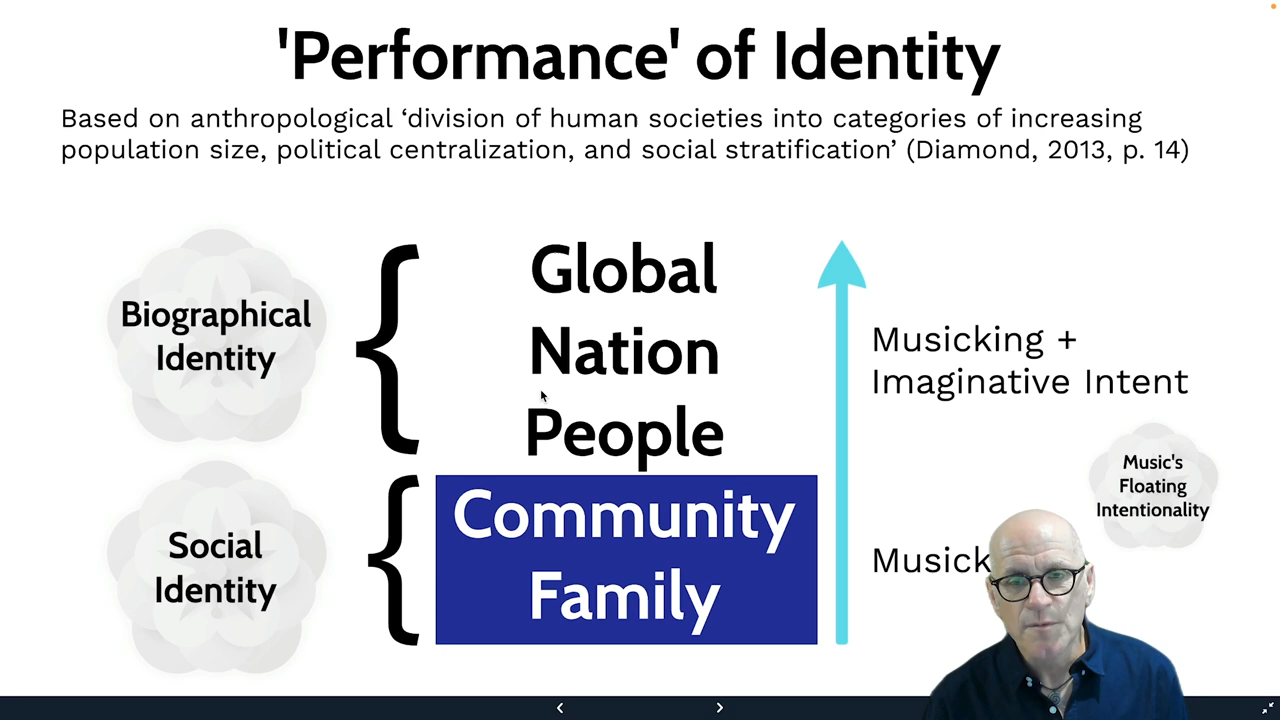 'Performance' of Identity
Based on anthropological ‘division of human societies into categories of increasing
population size, political centralization, and social stratification’ (Diamond, 2013, p. 14)
Biographical
Identity
Social
Identity
Global
Nation
People
Community
Family
Musicking +
Imaginative Intent
Music's
Floating
Intentionality